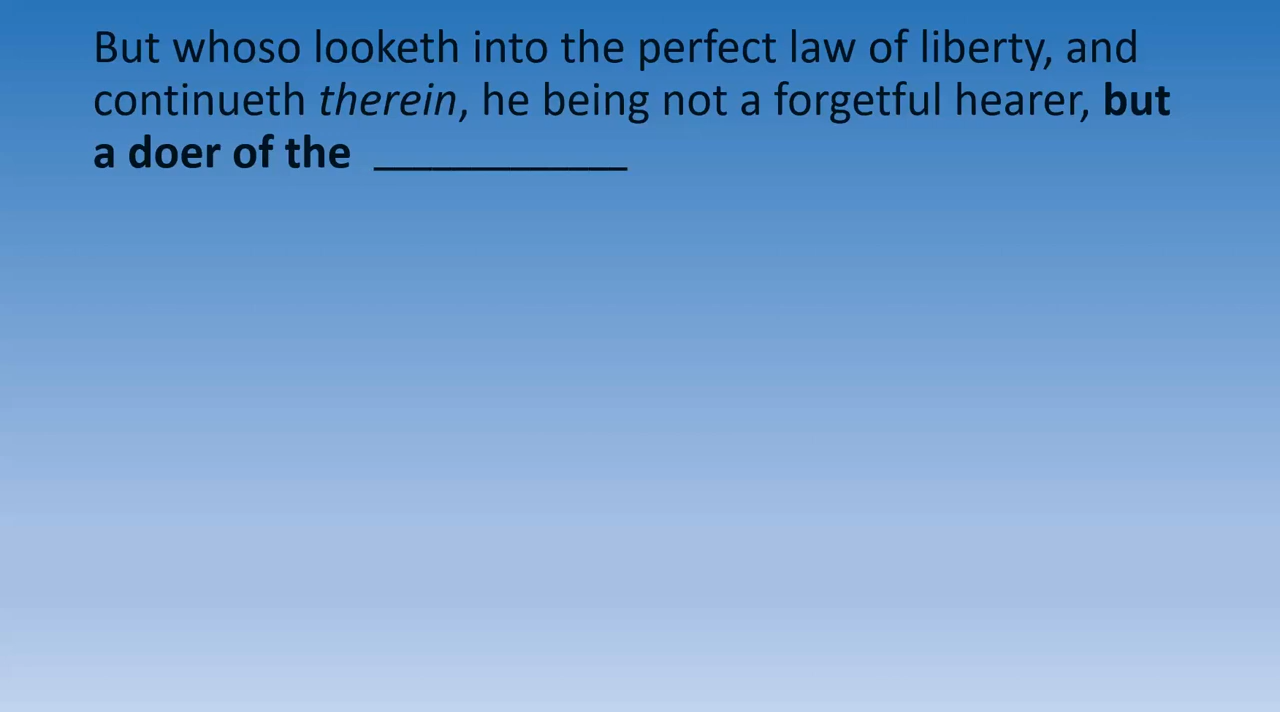 But whoso looketh into the perfect law of liberty, and
continueth therein, he being not a forgetful hearer, but
a doer of the ___________